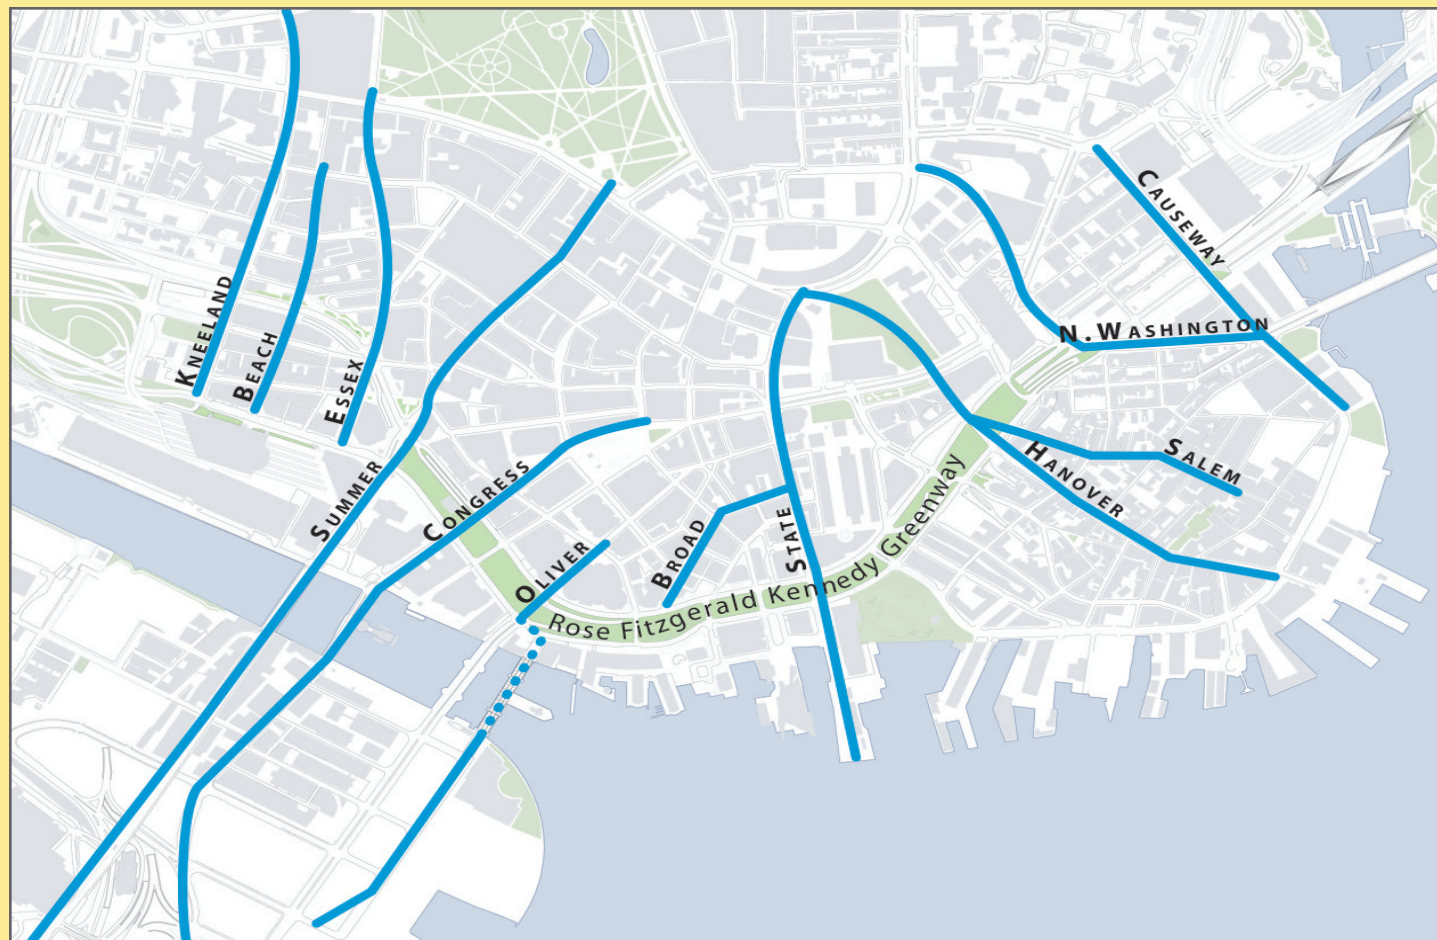 Causeway
Kneeland
Beach
Essex
N. Washington
Summer
Congress
Salem
Hanover
Oliver
Broad
State
Rose Fitzgerald Kennedy Greenway